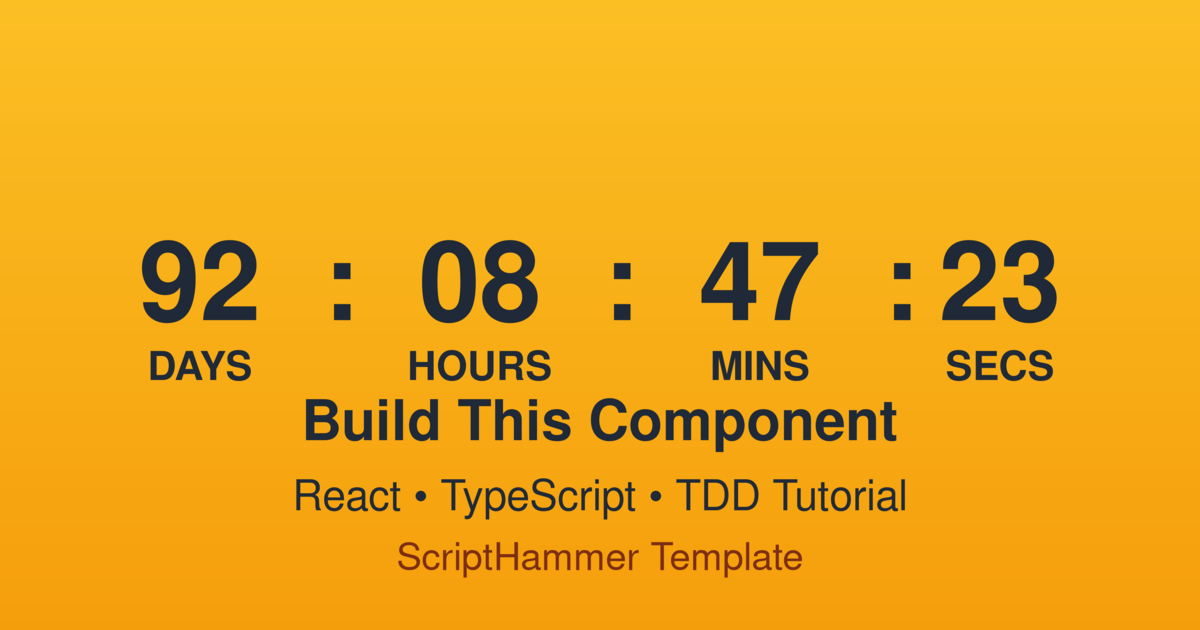 92 : 08 : 47 : 23
DAYS HOURS MINS SECS
Build This Component
React • TypeScript • TDD Tutorial
ScriptHammer Template